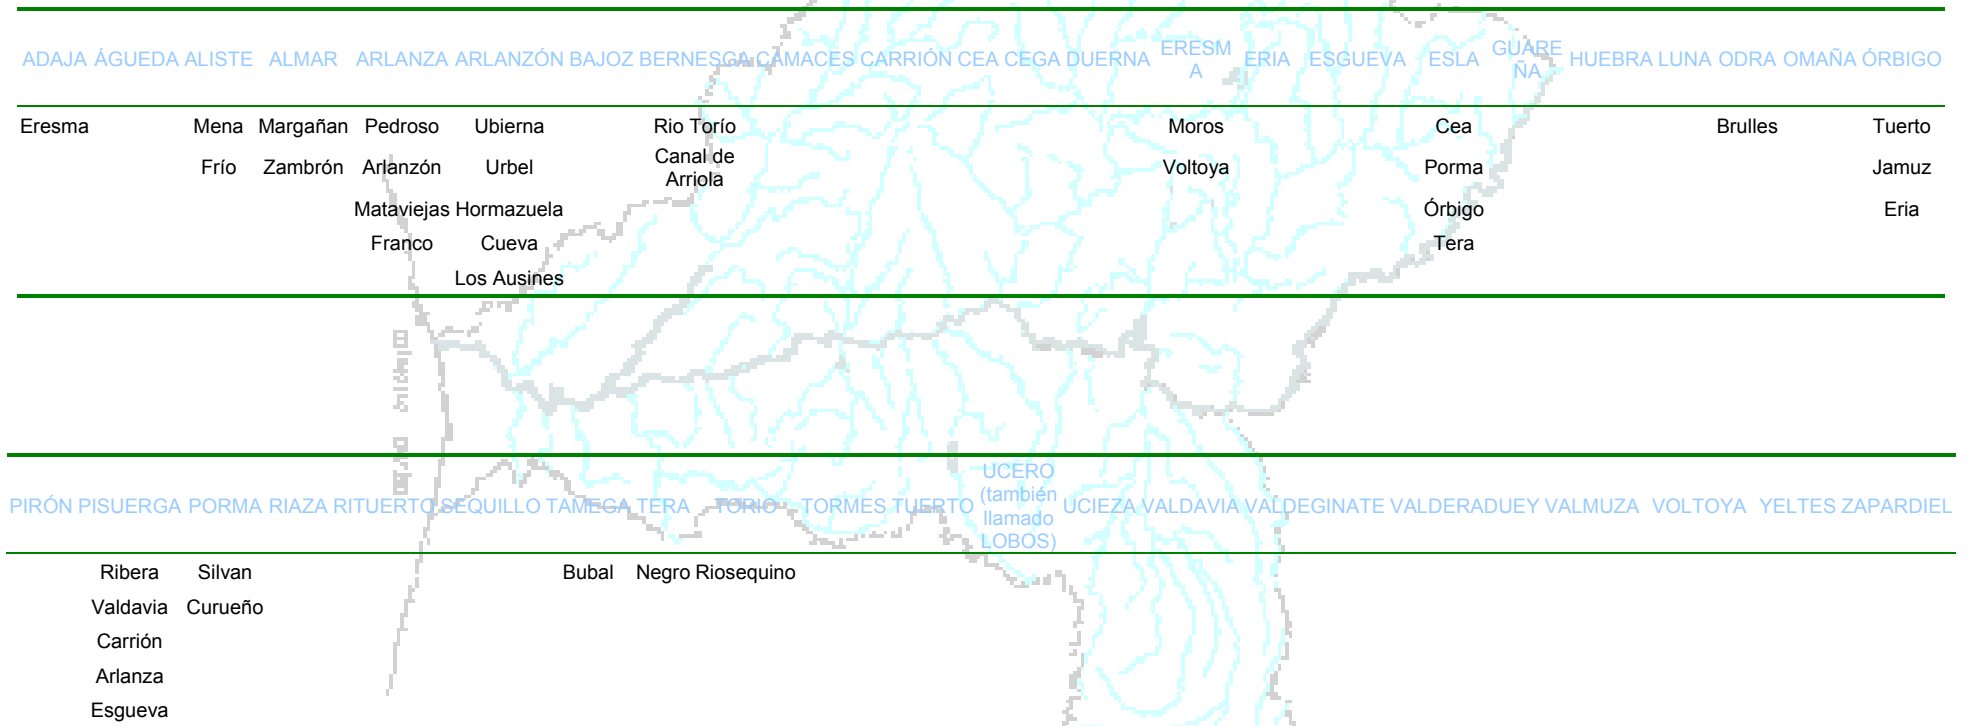 ADAJA ÁGUEDA ALISTE ALMAR ARLANZA ARLANZÓN BAJOZ BERNESGA CÁMACES CARRIÓN CEA CEGA DUERNA ERESM ERIA ESGUEVA ESLA GUARE HUEBRA LUNA ODRA OMAÑA ÓRBIGO
A ÑA
Eresma Mena Margañan Pedroso Ubierna Rio Torío Moros Cea Brulles Tuerto
Frío Zambrón Arlanzón Urbel Canal de Voltoya Porma Jamuz
Arriola
Mataviejas Hormazuela Órbigo Eria
Franco Cueva Tera
Los Ausines
UCERO
(también
PIRÓN PISUERGA PORMA RIAZA RITUERTO SEQUILLO TAMEGA TERA TORIO TORMES TUERTO llamado UCIEZA VALDAVIA VALDEGINATE VALDERADUEY VALMUZA VOLTOYA YELTES ZAPARDIEL
LOBOS)
Ribera Silvan Bubal Negro Riosequino
Valdavia Curueño
Carrión
Arlanza
Esgueva